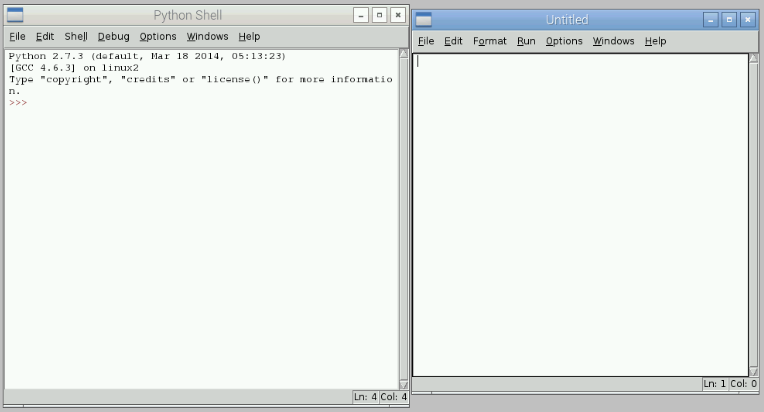 Python Shell
File Edit Shell Debug Options Windows Help
Python 2.7.3 (default, Mar 18 2014, 05:13:23)
[GCC 4.6.3] on linux2
Type "copyright", "credits" or "license()" for more informatio
n.
>>>
Ln: 4 Col: 4
Untitled
File Edit Format Run Options Windows Help
Ln: 1 Col: 0